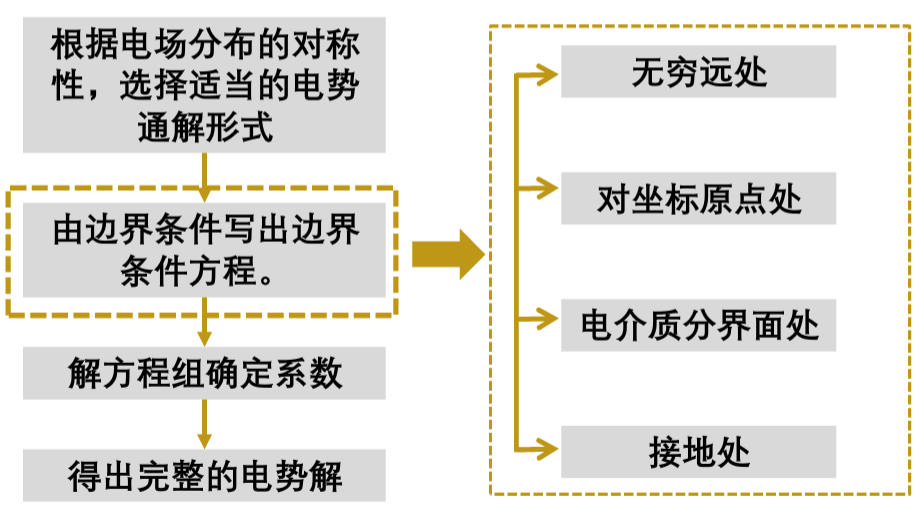 根据电场分布的对称
性，选择适当的电势
通解形式
由边界条件写出边界
条件方程。
解方程组确定系数
得出完整的电势解
无穷远处
对坐标原点处
电介质分界面处
接地处